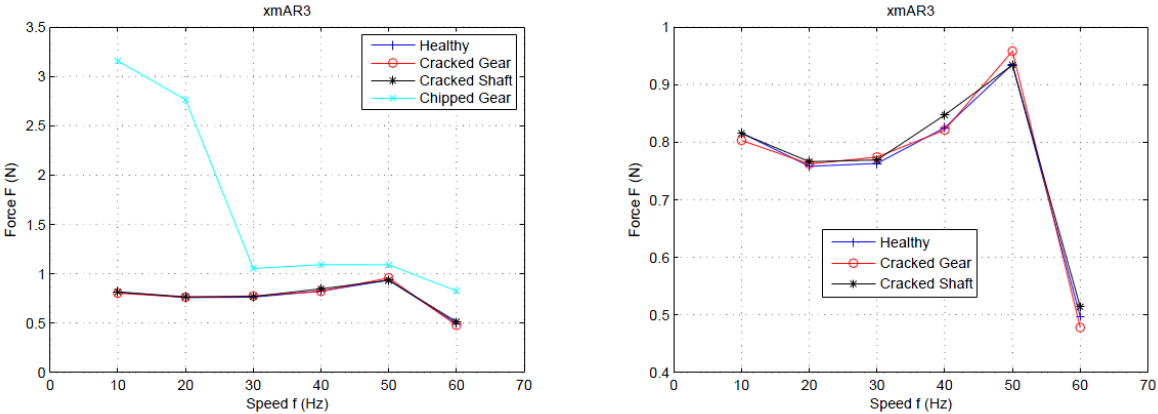 xmAR3
3.5
3
2.5
2
1.5
1
0.5
0
Force F (N)
0 10 20 30 40 50 60 70
Speed f (Hz)
Healthy
Cracked Gear
Cracked Shaft
Chipped Gear
xmAR3
1
0.9
0.8
0.7
0.6
0.5
0.4
Force F (N)
0 10 20 30 40 50 60 70
Speed f (Hz)
Healthy
Cracked Gear
Cracked Shaft